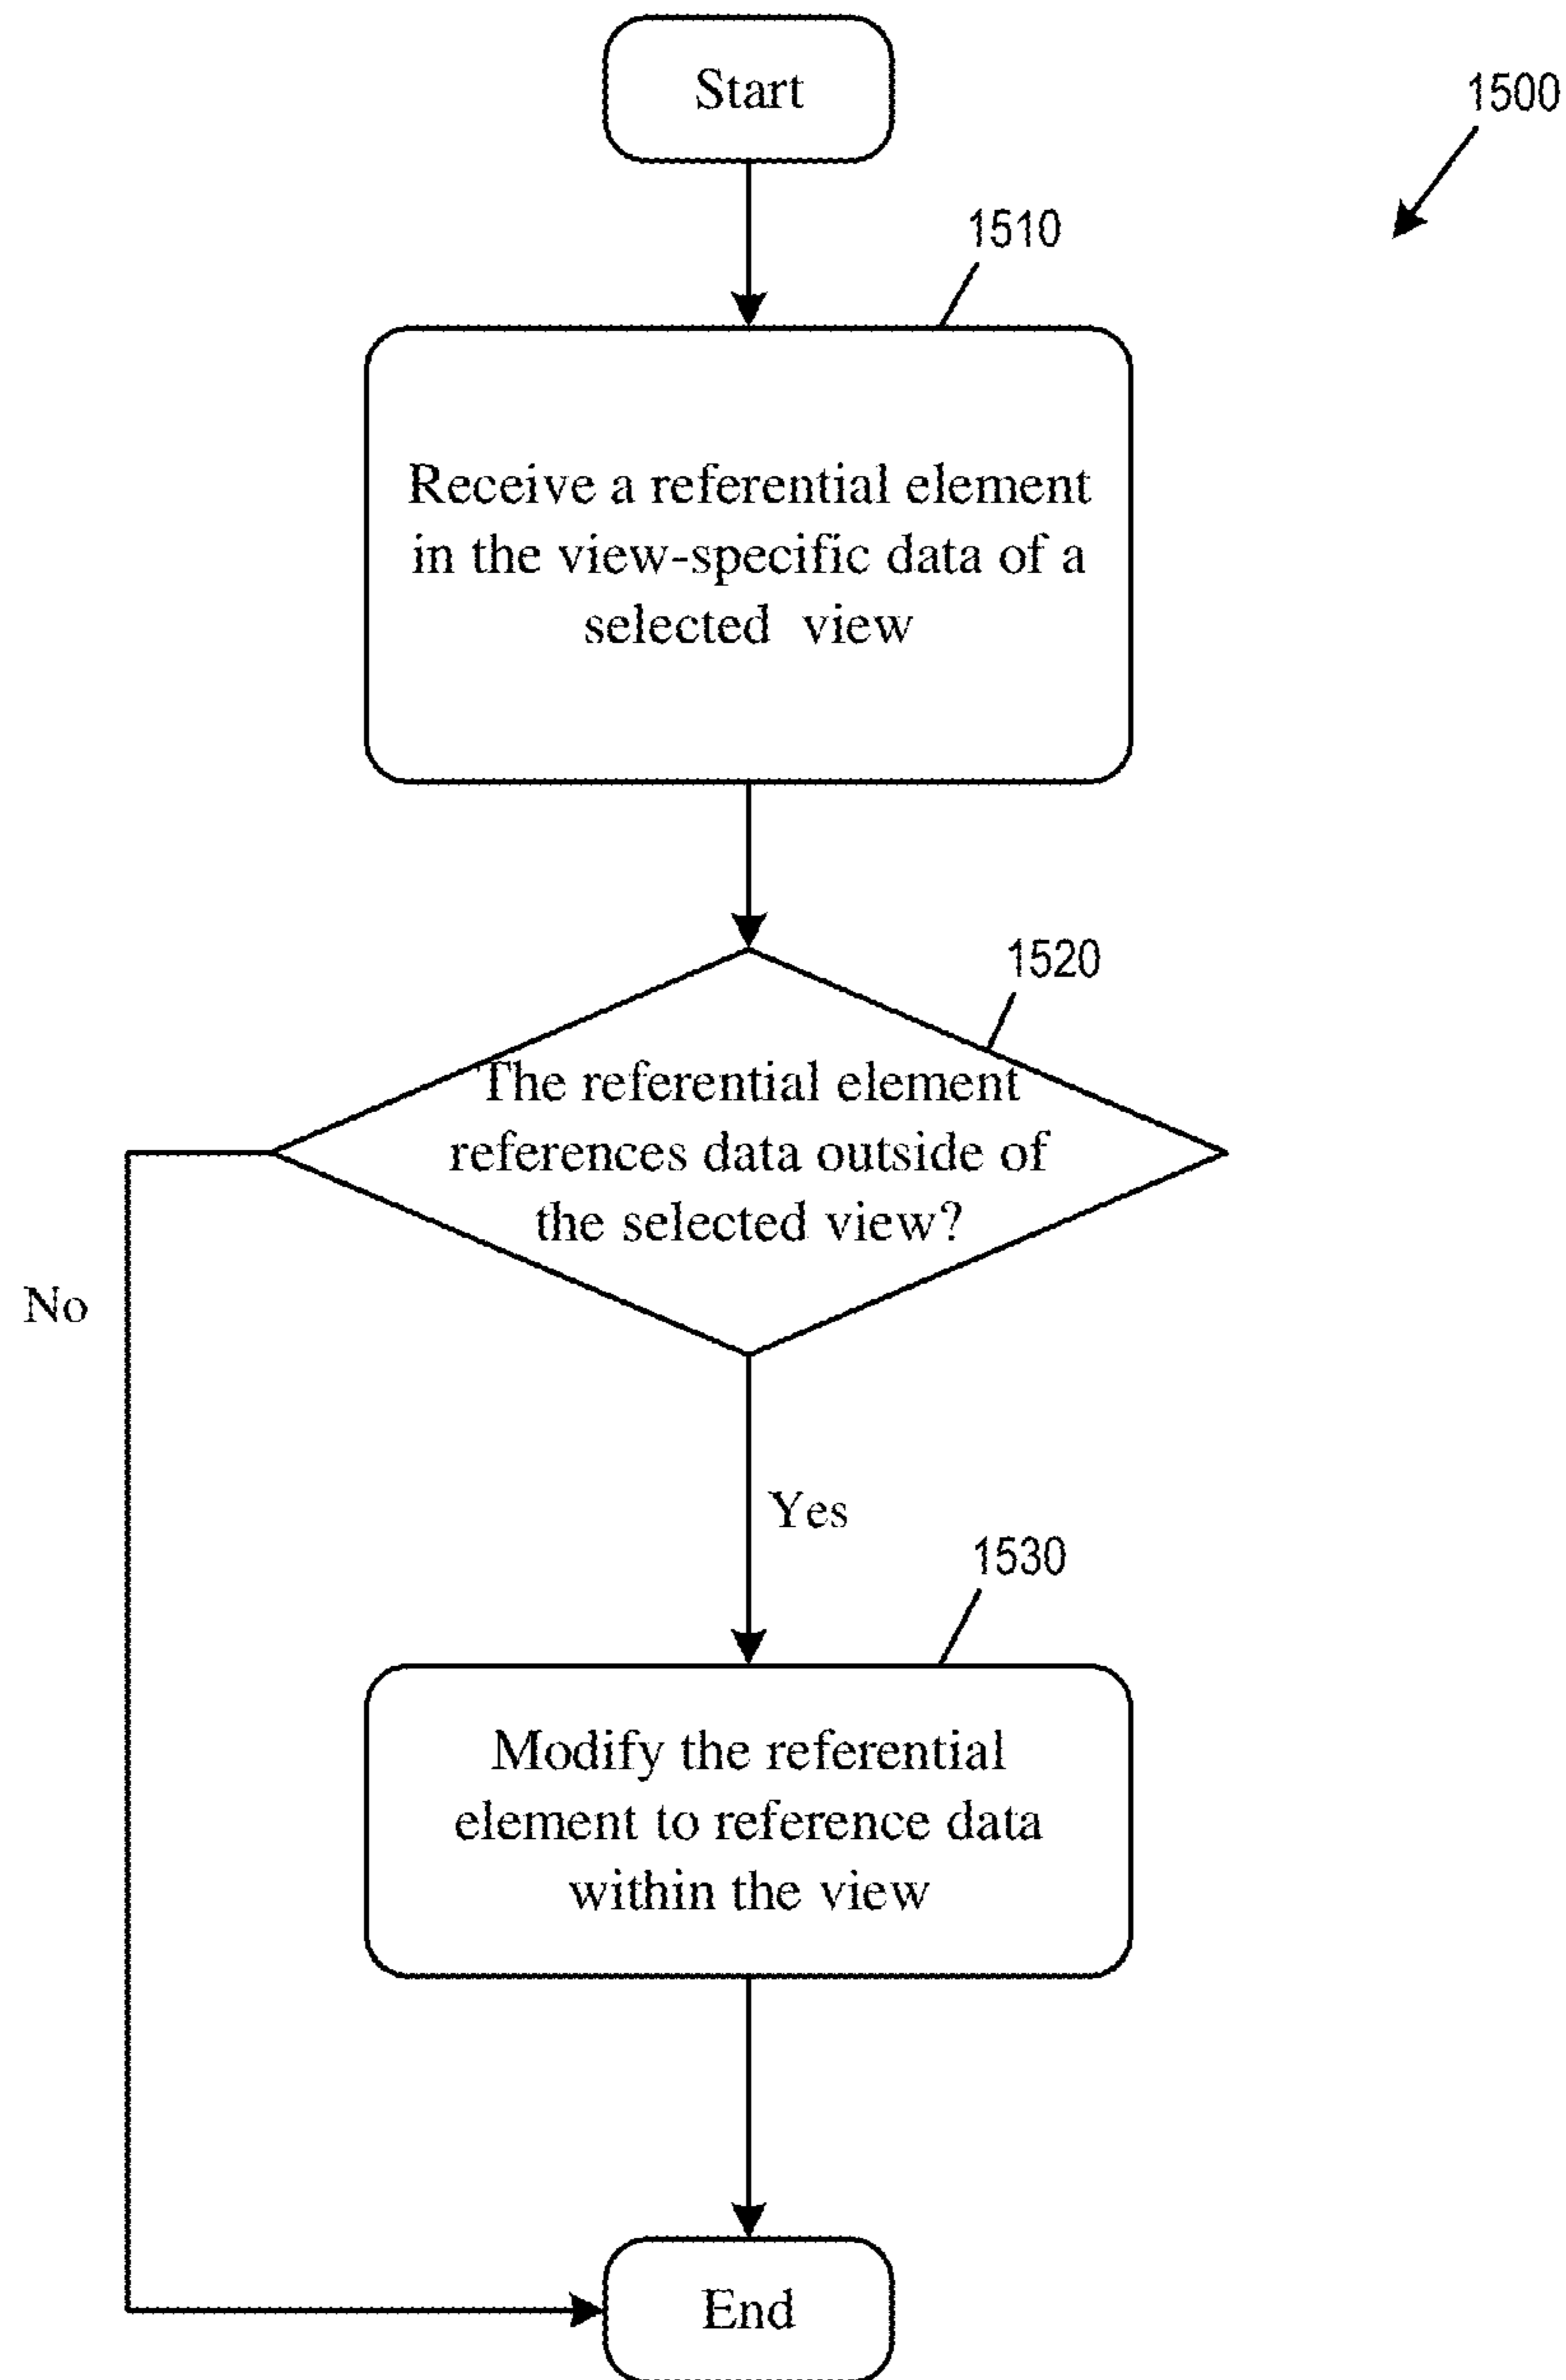 Start
1500
1510
Receive a referential element
in the view-specific data of a
selected view
1520
The referential element
references data outside of
the selected view?
No
Yes
1530
Modify the referential
element to reference data
within the view
End